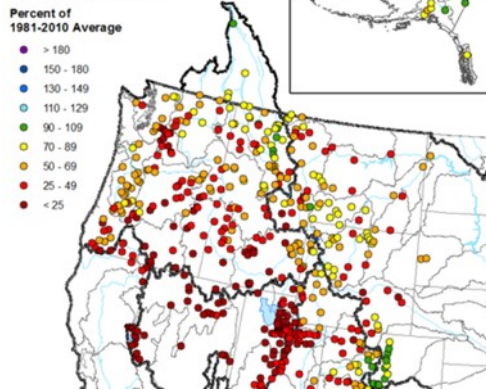 Percent of
1981-2010 Average
> 180
150 - 180
130 - 149
110 - 129
90 - 109
70 - 89
50 - 69
25 - 49
< 25